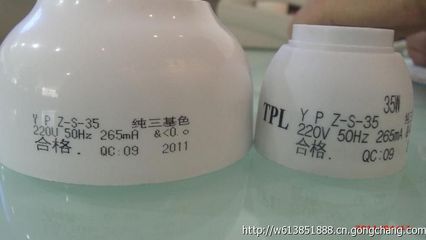 Y P Z-S-35 纯三基色
220V 50Hz 265mA &<0.
合格. QC:09 2011
35W
TPL Y P Z-S-35
220V 50Hz 265mA
合格. QC:09
http://w613851888.cn.gongchang.com/